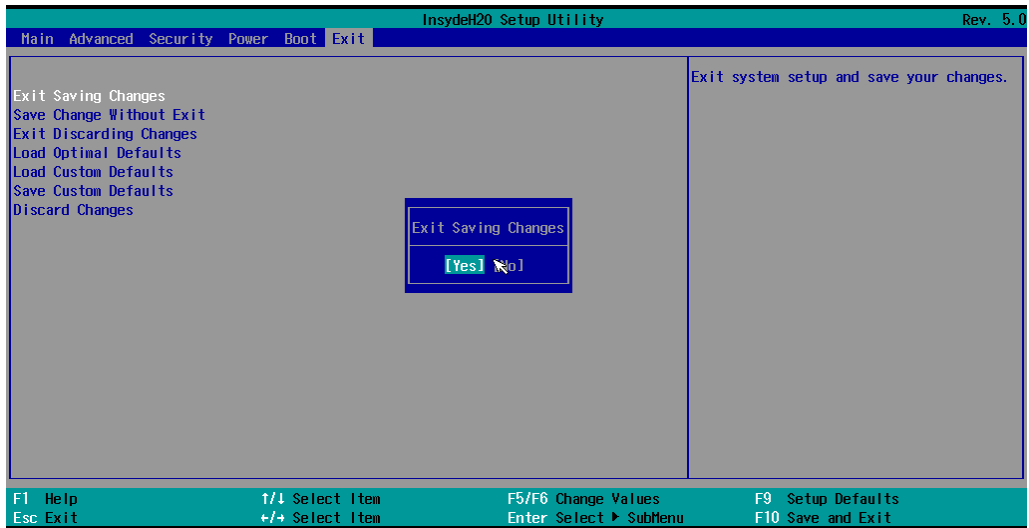 InsydeH20 Setup Utility Rev. 5.0
Main Advanced Security Power Boot Exit
Exit system setup and save your changes.
Exit Saving Changes
Save Change Without Exit
Exit Discarding Changes
Load Optimal Defaults
Load Custom Defaults
Save Custom Defaults
Discard Changes
Exit Saving Changes
[Yes] [No]
F1 Help ↑/↓ Select Item F5/F6 Change Values F9 Setup Defaults
Esc Exit ←/→ Select Item Enter Select ▶ SubMenu F10 Save and Exit